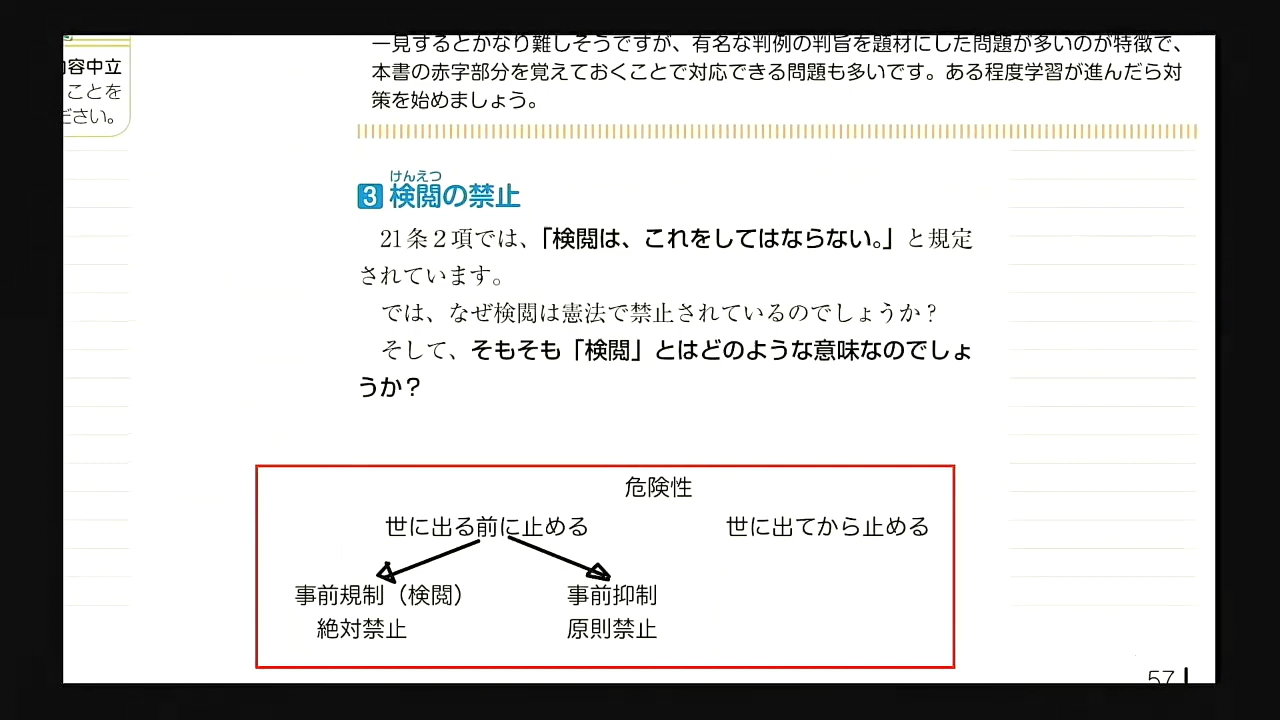 内容中立
ことを
ださい。
一見するとかなり難しそうですが、有名な判例の判旨を題材にした問題が多いのが特徴で、
本書の赤字部分を覚えておくことで対応できる問題も多いです。ある程度学習が進んだら対
策を始めましょう。
けんえつ
3 検閲の禁止
21条2項では、「検閲は、これをしてはならない。」と規定
されています。
では、なぜ検閲は憲法で禁止されているのでしょうか？
そして、そもそも「検閲」とはどのような意味なのでしょ
うか？
危険性
世に出る前に止める 世に出てから止める
事前規制（検閲） 事前抑制
絶対禁止 原則禁止
57